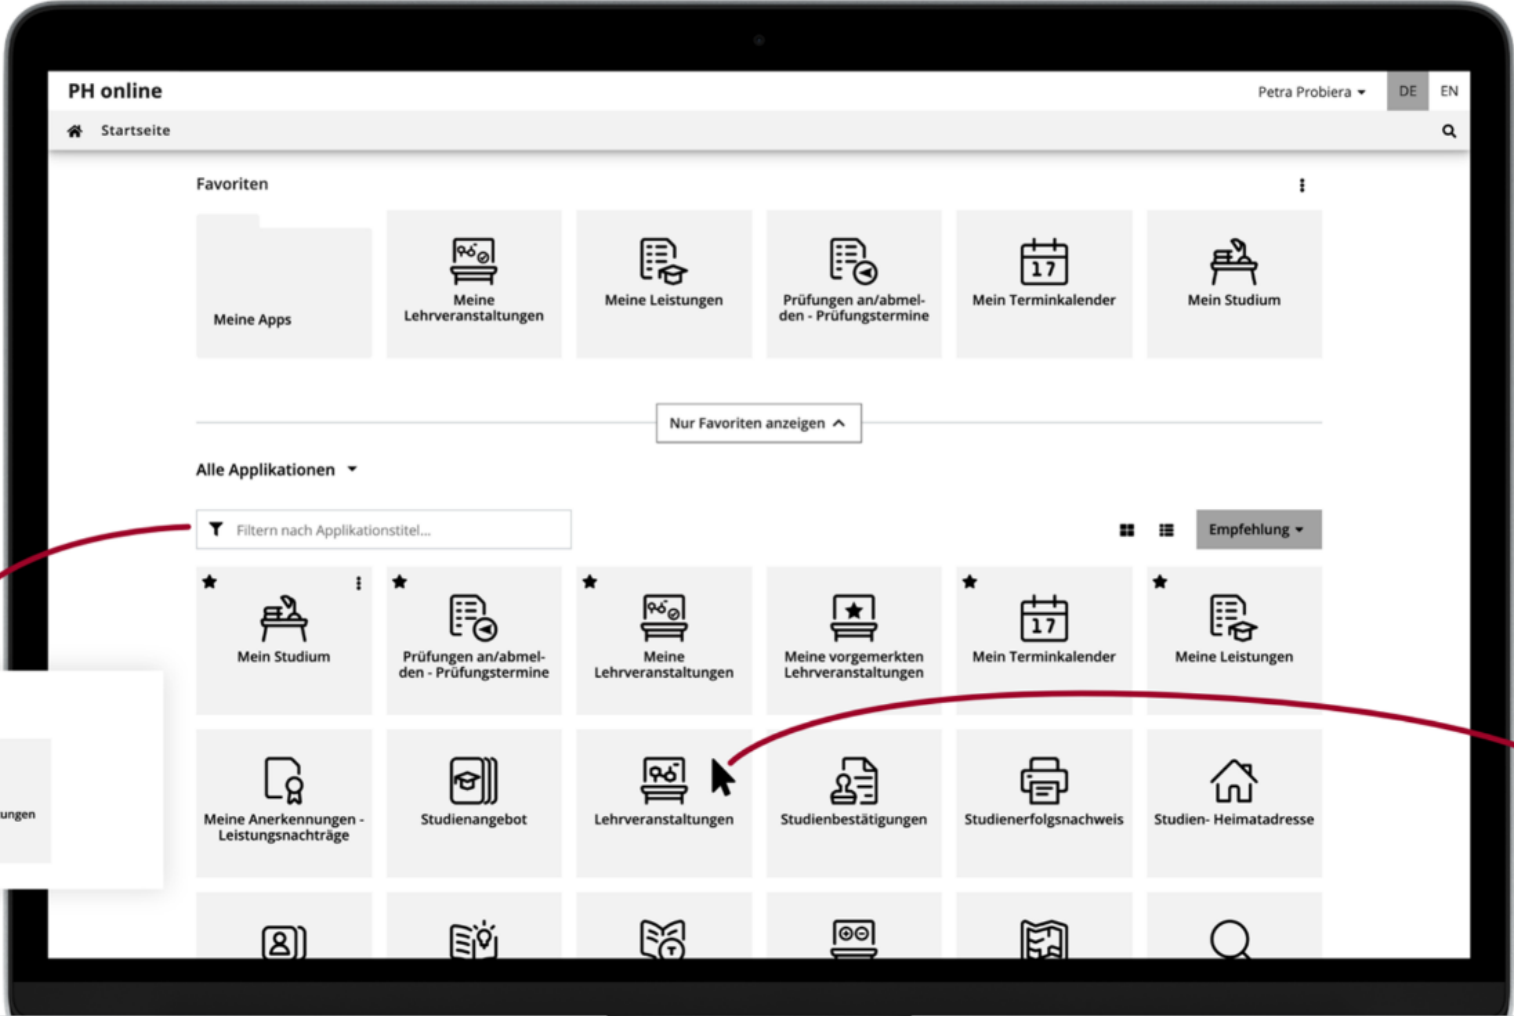 PH online
Petra Probiera
DE
EN
Startseite
Favoriten
Meine Apps
Meine
Lehrveranstaltungen
Meine Leistungen
Prüfungen an/abmel-
den - Prüfungstermine
17
Mein Terminkalender
Mein Studium
Nur Favoriten anzeigen
Alle Applikationen
Filtern nach Applikationstitel...
Empfehlung
Mein Studium
Prüfungen an/abmel-
den - Prüfungstermine
Meine
Lehrveranstaltungen
Meine vorgemerkten
Lehrveranstaltungen
17
Mein Terminkalender
Meine Leistungen
ungen
Meine Anerkennungen -
Leistungsnachträge
Studienangebot
Lehrveranstaltungen
Studienbestätigungen
Studienerfolgsnachweis
Studien- Heimatadresse
T